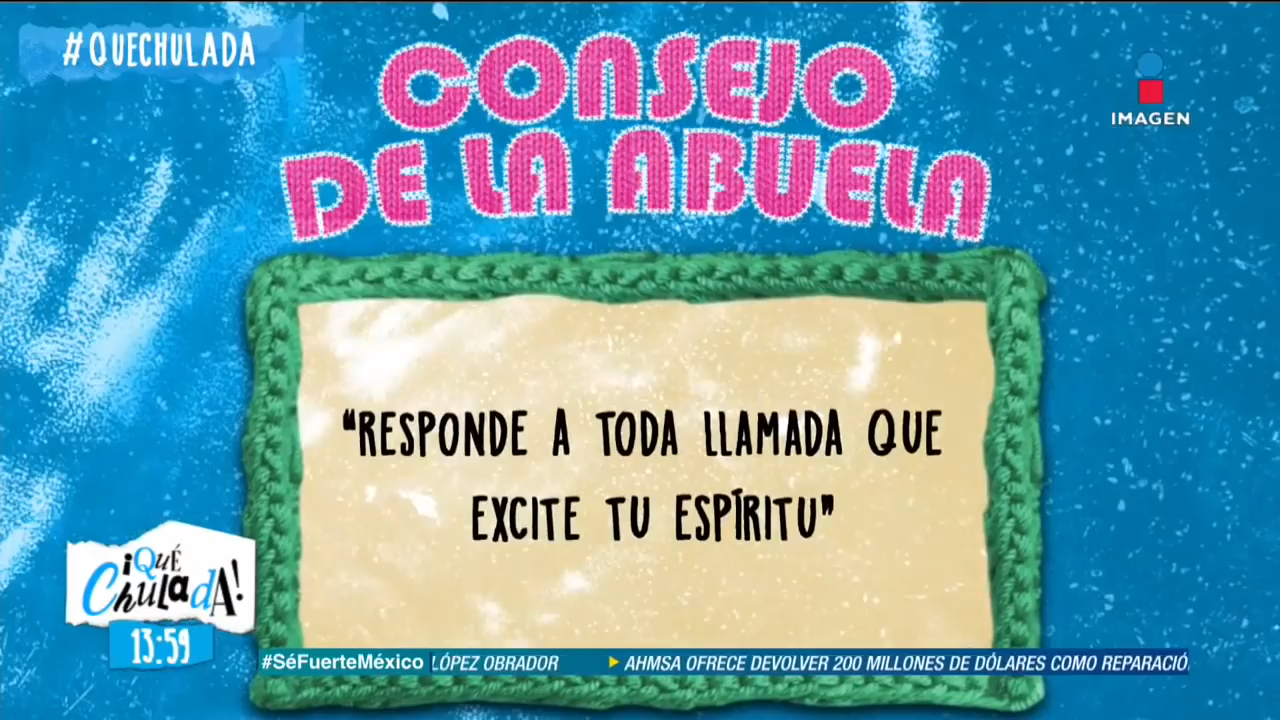 #QUECHULADA
CONSEJO
DE LA ABUELA
IMAGEN
“RESPONDE A TODA LLAMADA QUE
EXCITE TU ESPÍRITU”
¡QUÉ
CHULADA!
13:59
#SéFuerteMéxico LÓPEZ OBRADOR AHMSA OFRECE DEVOLVER 200 MILLONES DE DÓLARES COMO REPARACIÓ